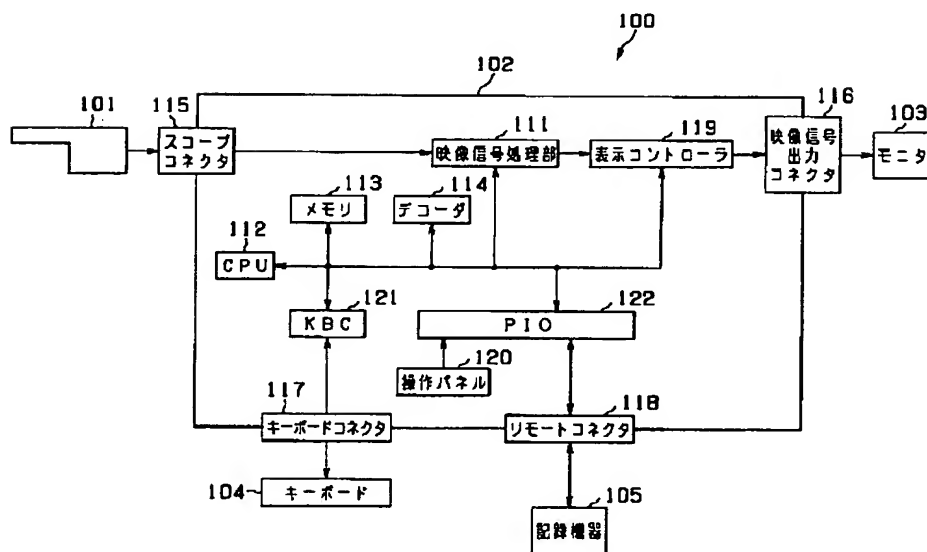 100
102
101
115
スコープ
コネクタ
111
映像信号処理部
119
表示コントローラ
116
映像信号
出力
コネクタ
103
モニタ
113
メモリ
114
デコーダ
112
CPU
121
KBC
122
PIO
120
操作パネル
117
キーボードコネクタ
118
リモートコネクタ
104
キーボード
105
記録機器